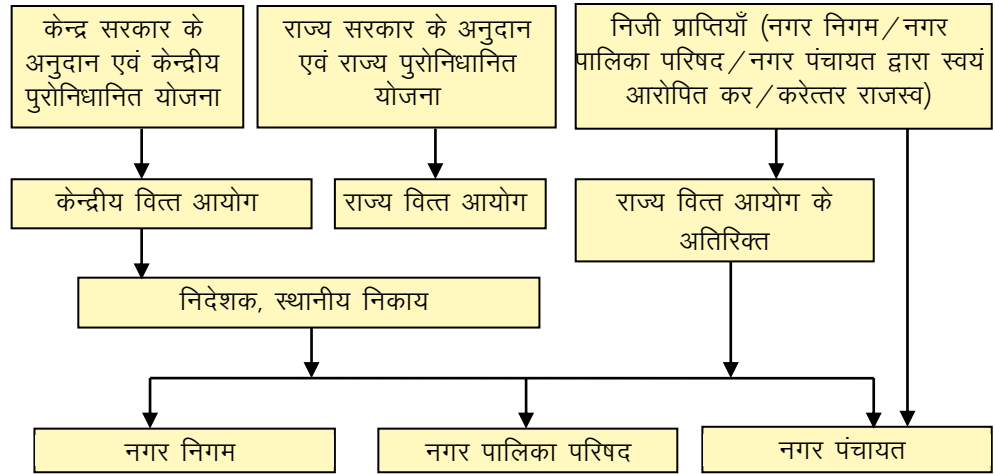 केन्द्र सरकार के
अनुदान एवं केन्द्रीय
पुरोनिधानित योजना
राज्य सरकार के अनुदान
एवं राज्य पुरोनिधानित
योजना
निजी प्राप्तियाँ (नगर निगम/नगर
पालिका परिषद/नगर पंचायत द्वारा स्वयं
आरोपित कर/करेत्तर राजस्व)
केन्द्रीय वित्त आयोग
राज्य वित्त आयोग
राज्य वित्त आयोग के
अतिरिक्त
निदेशक, स्थानीय निकाय
नगर निगम
नगर पालिका परिषद
नगर पंचायत